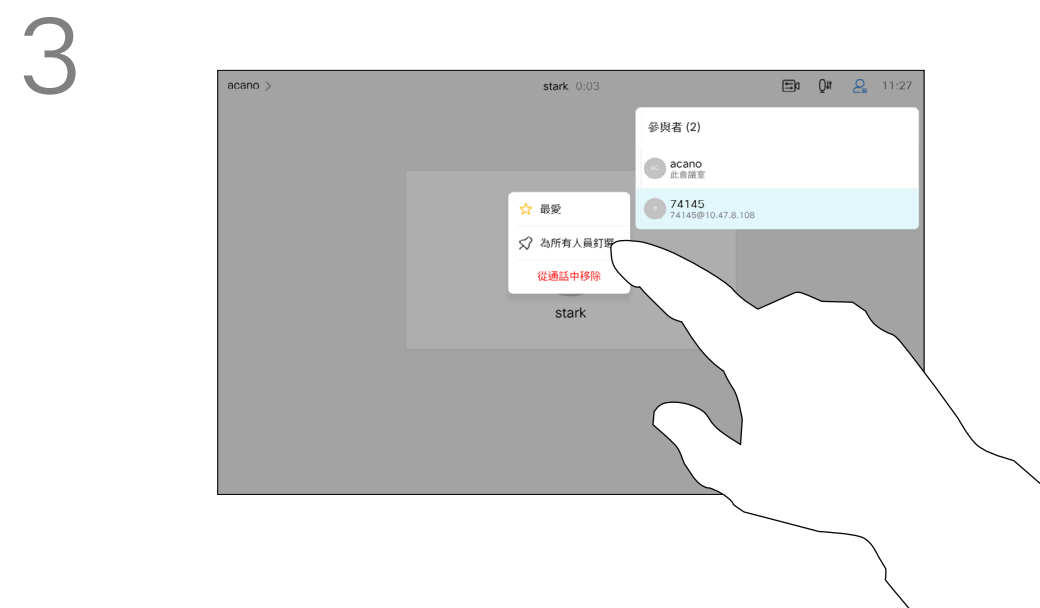 3
acano >
stark 0:03
11:27
參與者 (2)
AC
acano
此會議室
74145
74145@10.47.8.108
最愛
為所有人員釘選
從通話中移除
stark